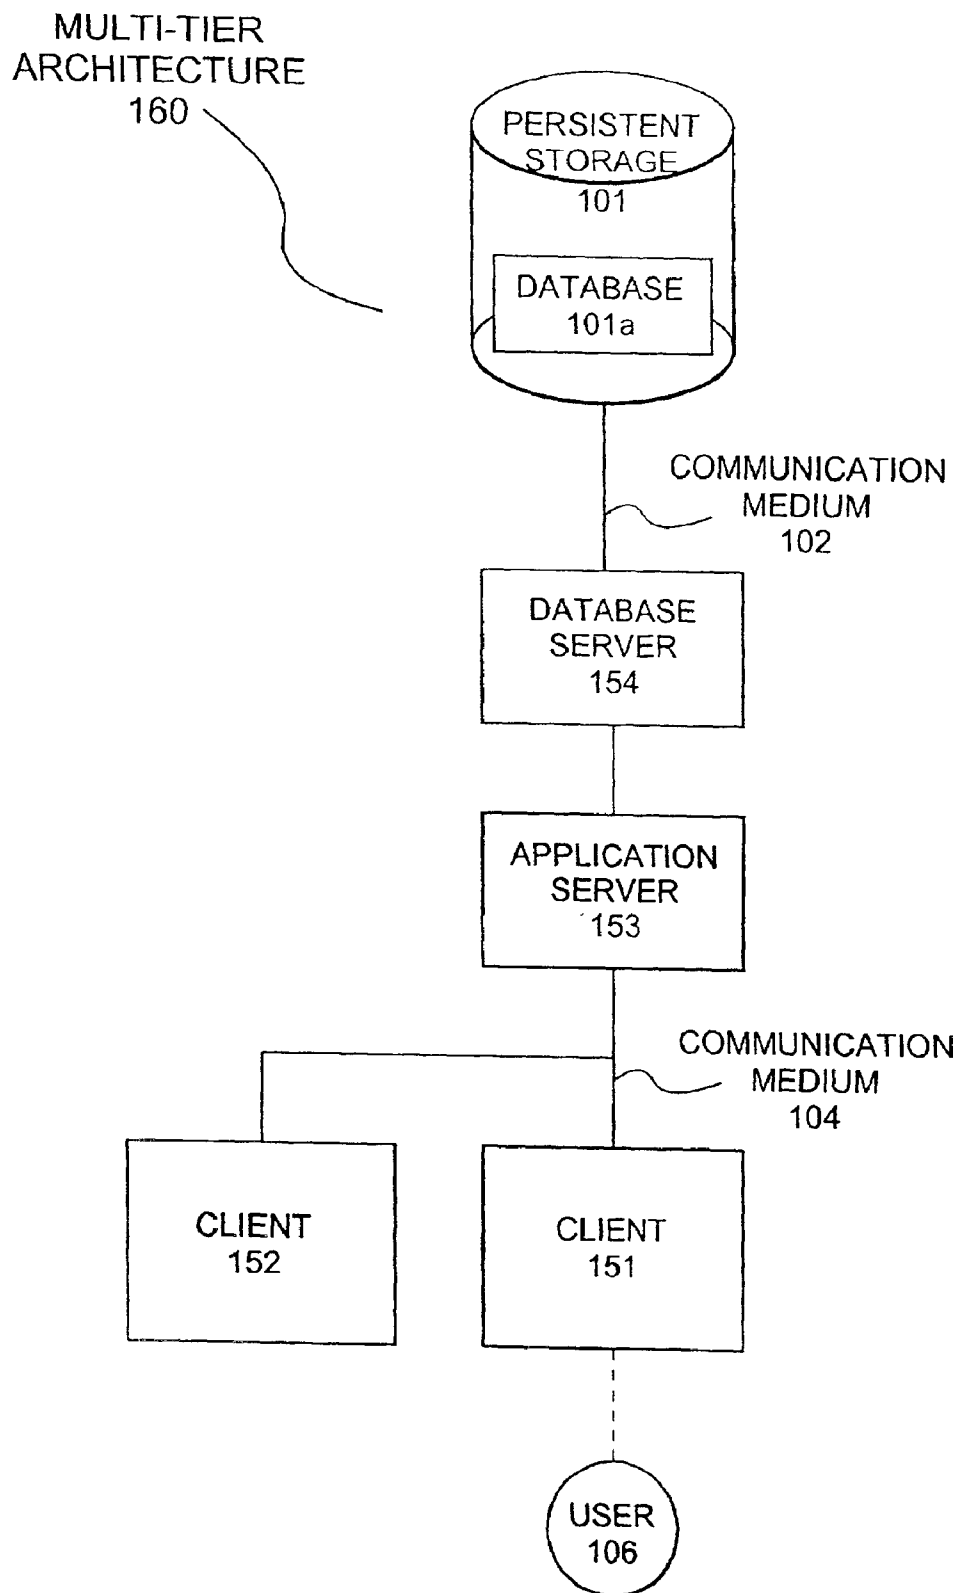 MULTI-TIER
ARCHITECTURE
160
PERSISTENT
STORAGE
101
DATABASE
101a
COMMUNICATION
MEDIUM
102
DATABASE
SERVER
154
APPLICATION
SERVER
153
COMMUNICATION
MEDIUM
104
CLIENT
152
CLIENT
151
USER
106